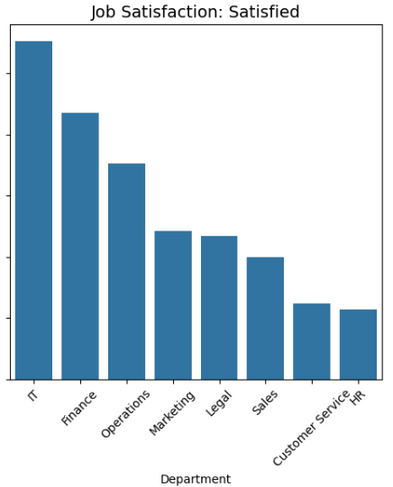 Job Satisfaction: Satisfied
IT
Finance
Operations
Marketing
Legal
Sales
Customer Service
HR
Department